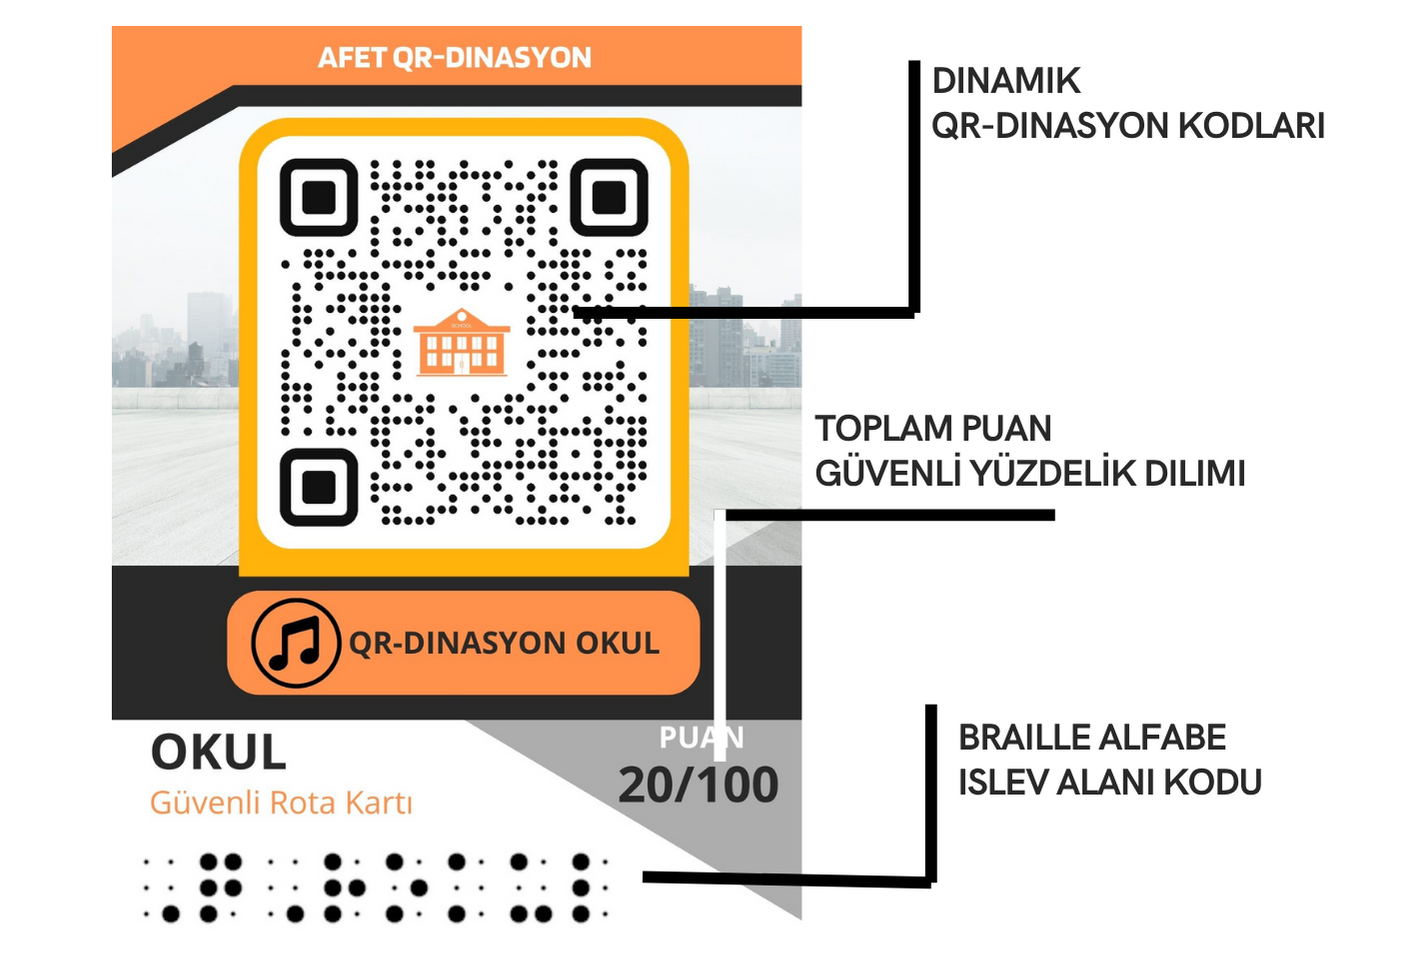 AFET QR-DINASYON
DINAMIK
QR-DINASYON KODLARI
SCHOOL
TOPLAM PUAN
GÜVENLİ YÜZDELİK DILIMI
QR-DINASYON OKUL
OKUL
Güvenli Rota Kartı
PUAN
20/100
BRAILLE ALFABE
ISLEV ALANI KODU
⠠⠏⠠⠓⠕⠅⠥⠇